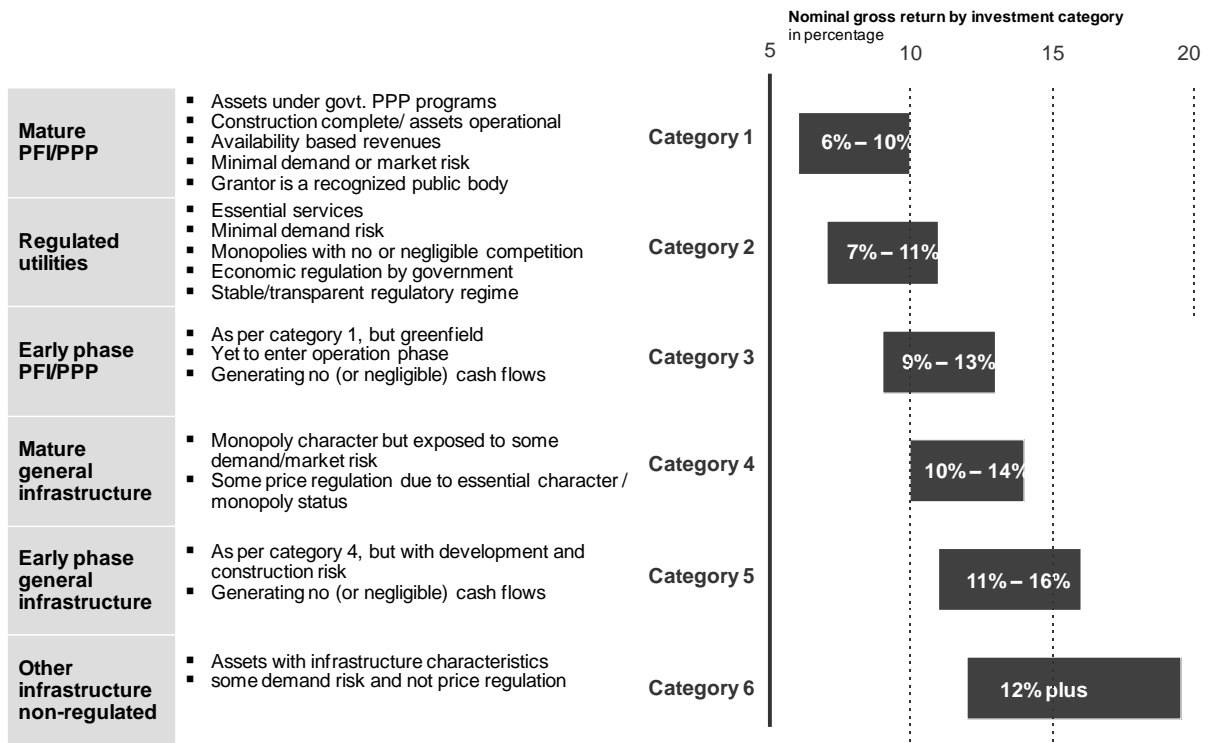 Nominal gross return by investment category
in percentage
5
10
15
20
Mature
PFI/PPP
▪ Assets under govt. PPP programs
▪ Construction complete/ assets operational
▪ Availability based revenues
▪ Minimal demand or market risk
▪ Grantor is a recognized public body
Category 1
6% – 10%
Regulated
utilities
▪ Essential services
▪ Minimal demand risk
▪ Monopolies with no or negligible competition
▪ Economic regulation by government
▪ Stable/transparent regulatory regime
Category 2
7% – 11%
Early phase
PFI/PPP
▪ As per category 1, but greenfield
▪ Yet to enter operation phase
▪ Generating no (or negligible) cash flows
Category 3
9% – 13%
Mature
general
infrastructure
▪ Monopoly character but exposed to some
demand/market risk
▪ Some price regulation due to essential character /
monopoly status
Category 4
10% – 14%
Early phase
general
infrastructure
▪ As per category 4, but with development and
construction risk
▪ Generating no (or negligible) cash flows
Category 5
11% – 16%
Other
infrastructure
non-regulated
▪ Assets with infrastructure characteristics
▪ some demand risk and not price regulation
Category 6
12% plus